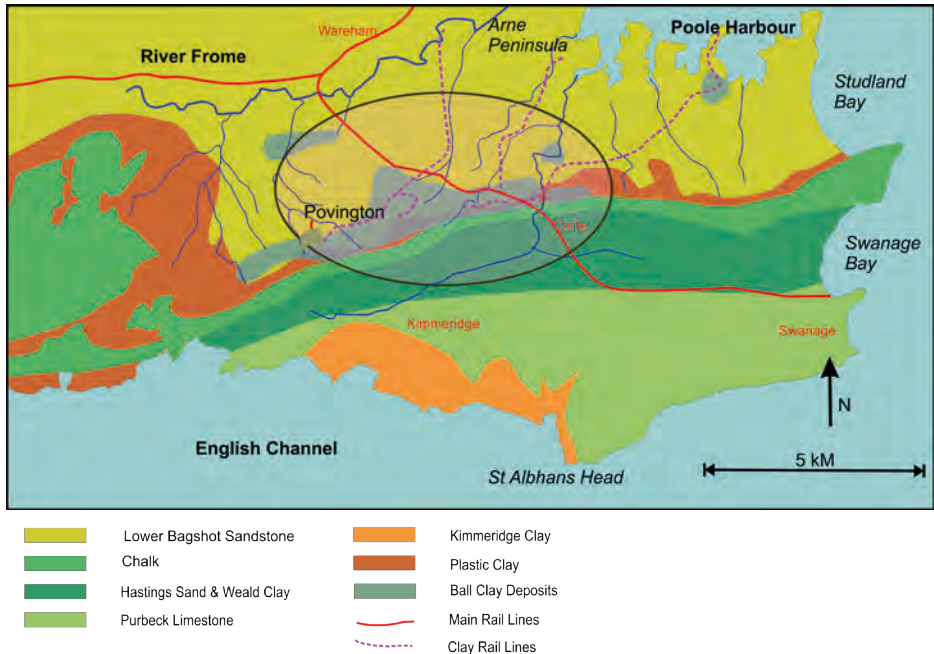 Wareham
Arne
Peninsula
Poole Harbour
River Frome
Studland
Bay
Povington
Corfe
Swanage
Bay
Kimmeridge
Swanage
N
English Channel
5 kM
St Albhans Head
Lower Bagshot Sandstone
Chalk
Hastings Sand & Weald Clay
Purbeck Limestone
Kimmeridge Clay
Plastic Clay
Ball Clay Deposits
Main Rail Lines
Clay Rail Lines